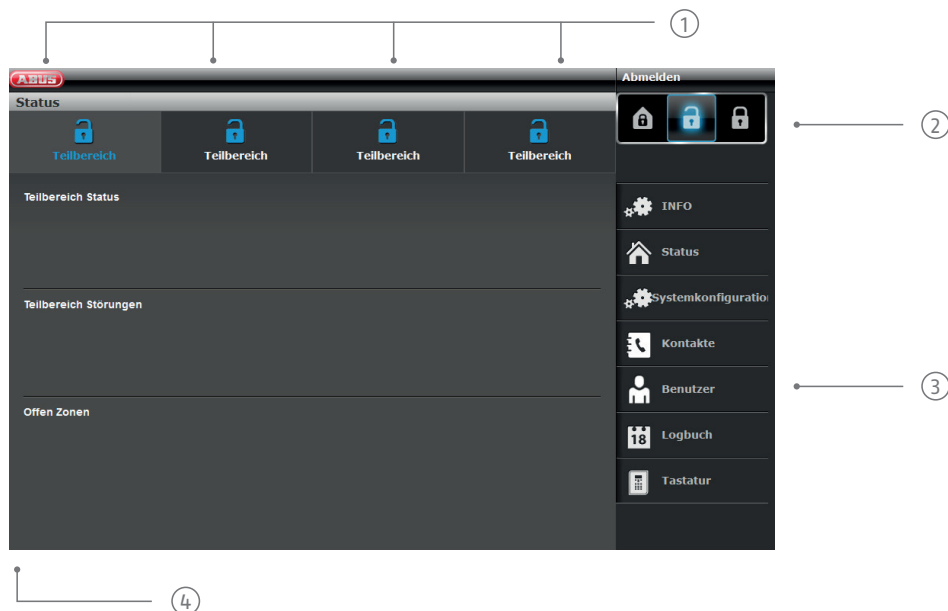 1
ABUS
Abmelden
Status
2
Teilbereich
Teilbereich
Teilbereich
Teilbereich
Teilbereich Status
INFO
Status
Teilbereich Störungen
Systemkonfiguratio
Kontakte
Benutzer
3
Offen Zonen
18
Logbuch
Tastatur
4